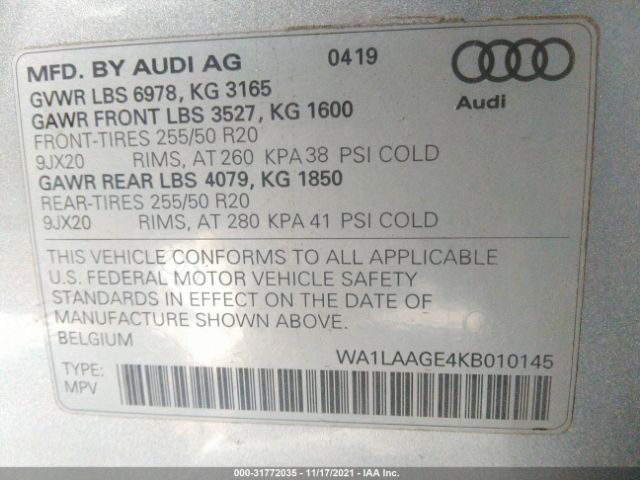 MFD. BY AUDI AG 0419
GVWR LBS 6978, KG 3165
GAWR FRONT LBS 3527, KG 1600
Audi
FRONT-TIRES 255/50 R20
9JX20 RIMS, AT 260 KPA 38 PSI COLD
GAWR REAR LBS 4079, KG 1850
REAR-TIRES 255/50 R20
9JX20 RIMS, AT 280 KPA 41 PSI COLD
THIS VEHICLE CONFORMS TO ALL APPLICABLE
U.S. FEDERAL MOTOR VEHICLE SAFETY
STANDARDS IN EFFECT ON THE DATE OF
MANUFACTURE SHOWN ABOVE.
BELGIUM
WA1LAAGE4KB010145
TYPE:
MPV
000-31772035 - 11/17/2021 - IAA Inc.